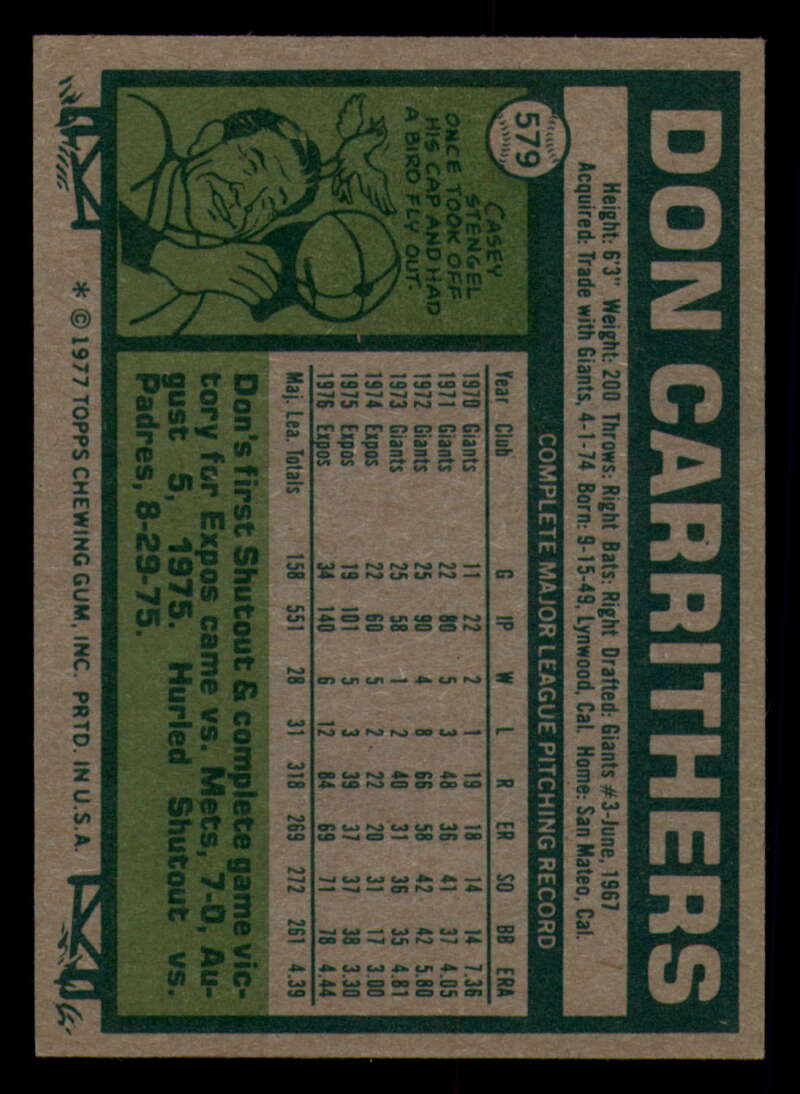 579
DON CARRITHERS
Height: 6'3" Weight: 200 Throws: Right Bats: Right Drafted: Giants #3-June, 1967
Acquired: Trade with Giants, 4-1-74 Born: 9-15-49, Lynwood, Cal. Home: San Mateo, Cal.
CASEY
STENGEL
ONCE TOOK OFF
HIS CAP AND HAD
A BIRD FLY OUT.
COMPLETE MAJOR LEAGUE PITCHING RECORD
Year Club G IP W L R ER SO BB ERA
1970 Giants 11 22 2 1 19 18 14 14 7.36
1971 Giants 22 80 5 3 48 36 41 37 4.05
1972 Giants 25 90 4 8 66 58 42 42 5.80
1973 Giants 25 58 1 2 40 31 36 35 4.81
1974 Expos 22 60 5 2 22 20 31 17 3.00
1975 Expos 19 101 5 3 39 37 37 38 3.30
1976 Expos 34 140 6 12 84 69 71 78 4.44
Maj. Lea. Totals 158 551 28 31 318 269 272 261 4.39
Don's first Shutout & complete game vic-
tory for Expos came vs. Mets, 7-0, Au-
gust 5, 1975. Hurled Shutout vs.
Padres, 8-29-75.
* © 1977 TOPPS CHEWING GUM, INC. PRTD. IN U.S.A.